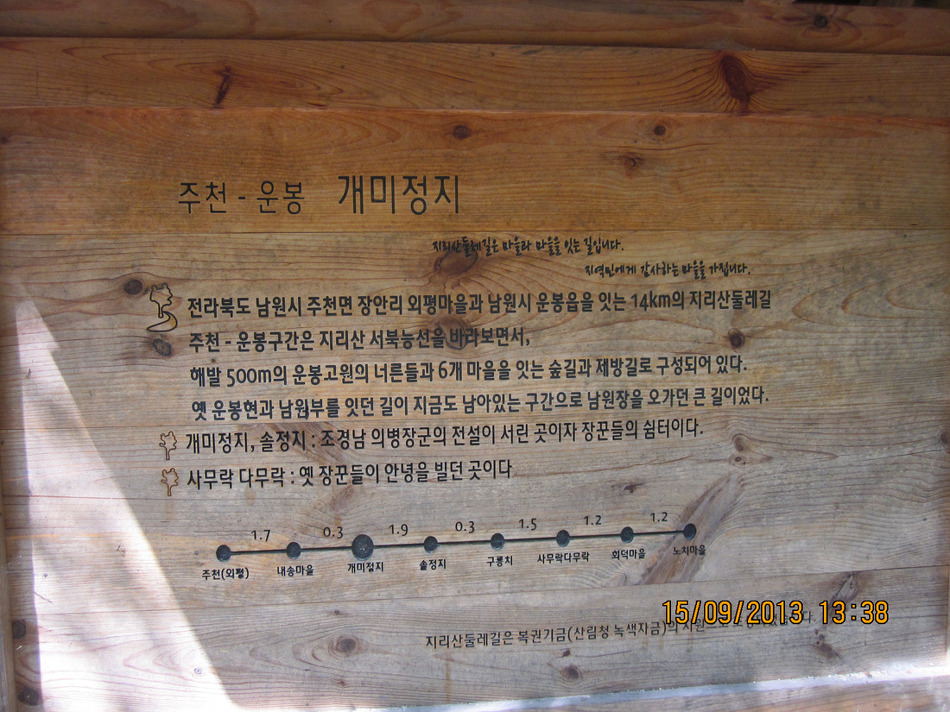 주천 - 운봉 개미정지
지리산둘레길은 마을과 마을을 잇는 길입니다.
지역민에게 감사하는 마음을 가집시다.
전라북도 남원시 주천면 장안리 외평마을과 남원시 운봉읍을 잇는 14km의 지리산둘레길
주천 - 운봉구간은 지리산 서북능선을 바라보면서,
해발 500m의 운봉고원의 너른들과 6개 마을을 잇는 숲길과 제방길로 구성되어 있다.
옛 운봉현과 남원부를 잇던 길이 지금도 남아있는 구간으로 남원장을 오가던 큰 길이었다.
개미정지, 솔정지 : 조경남 의병장군의 전설이 서린 곳이자 장꾼들의 쉼터이다.
사무락 다무락 : 옛 장꾼들이 안녕을 빌던 곳이다
1.7 0.3 1.9 0.3 1.5 1.2 1.2
주천(외평) 내송마을 개미정지 솔정지 구룡치 사무락다무락 회덕마을 노치마을
15/09/2013 13:38
지리산둘레길은 복권기금(산림청 녹색자금)의